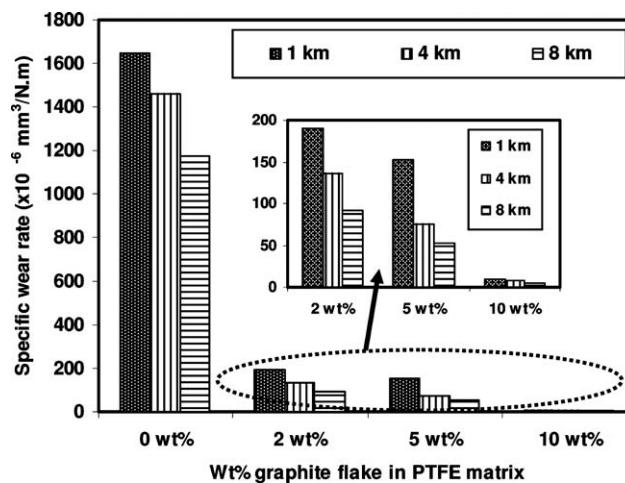 1 km 4 km 8 km
Specific wear rate (x10 ⁻⁶ mm³/N.m)
1800
1600
1400
1200
1000
800
600
400
200
0
200
150
100
50
0
1 km
4 km
8 km
2 wt% 5 wt% 10 wt%
0 wt% 2 wt% 5 wt% 10 wt%
Wt% graphite flake in PTFE matrix